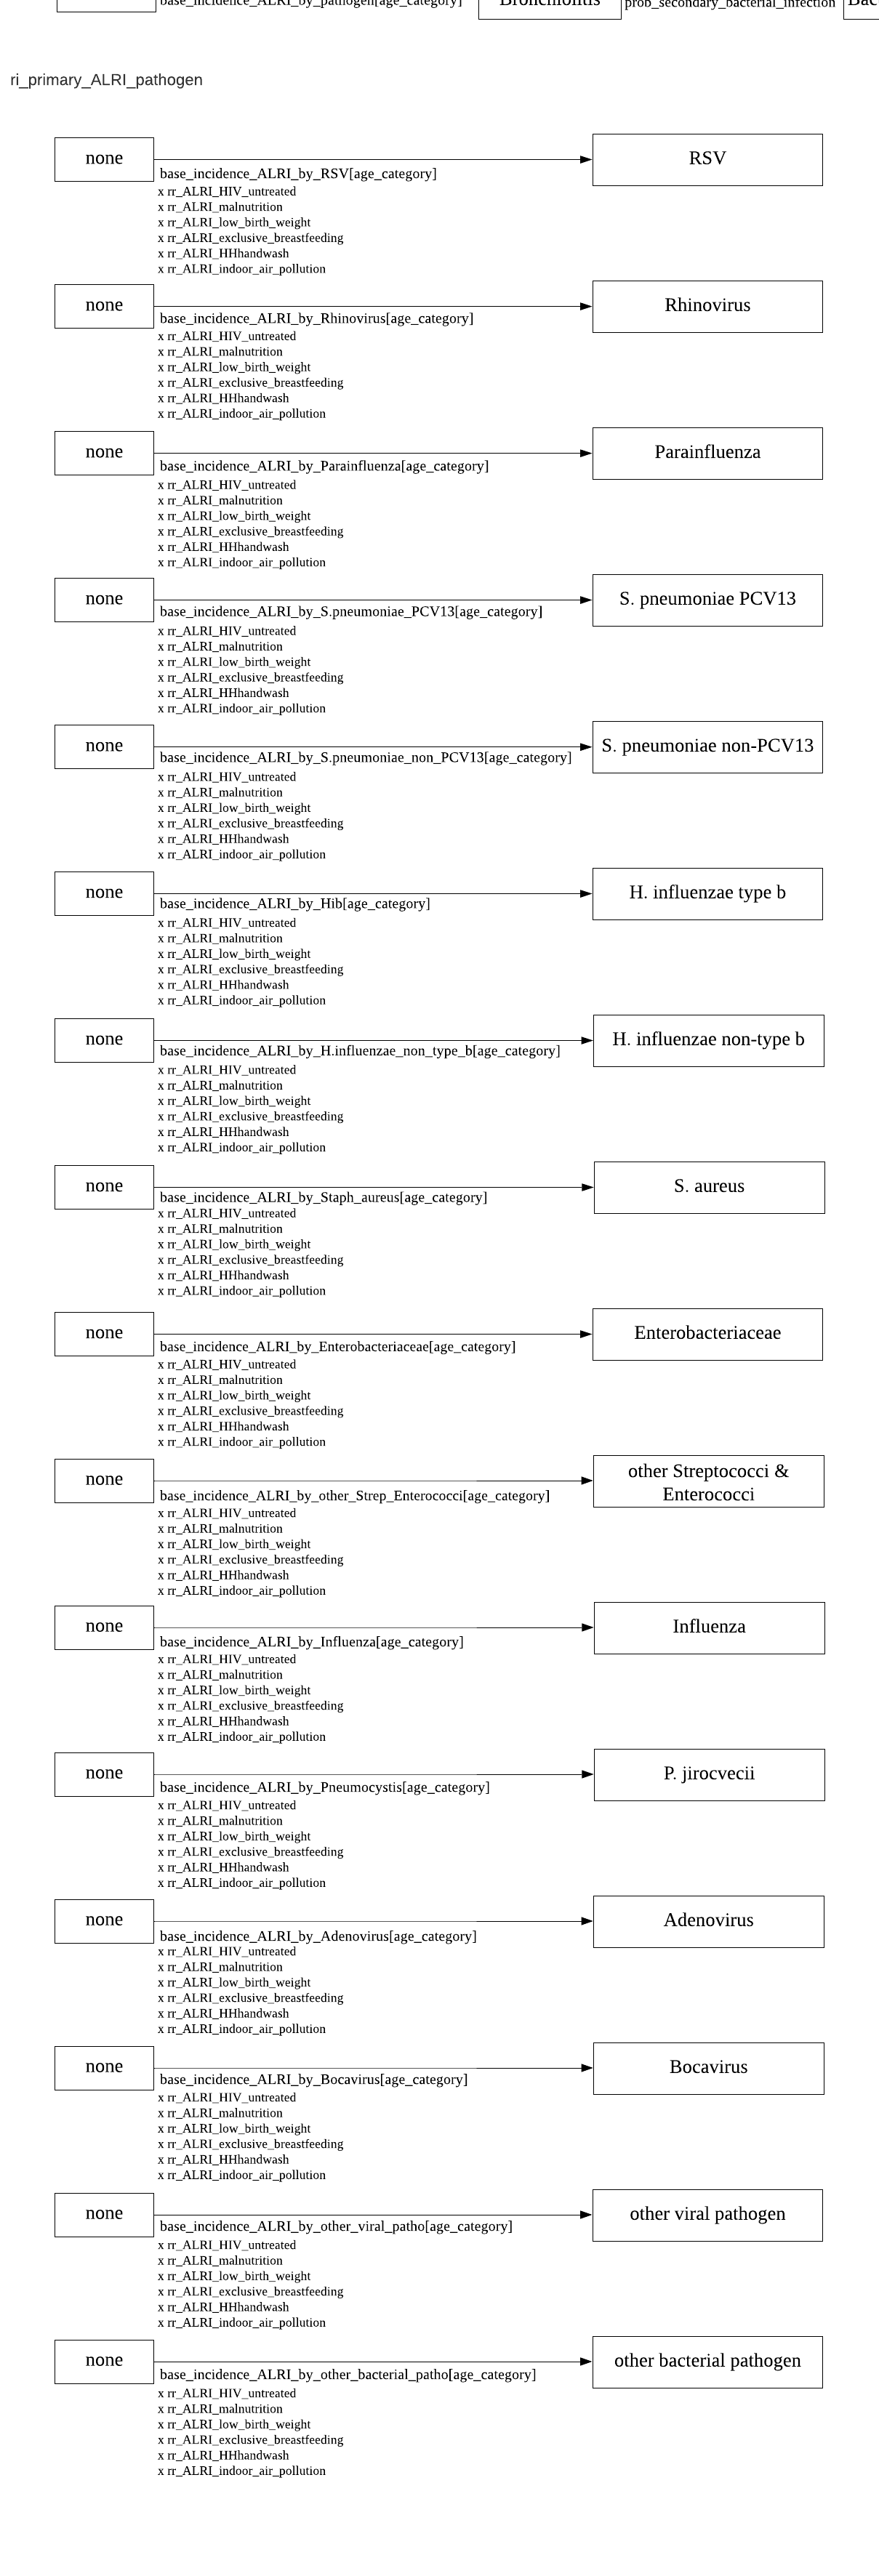 base_incidence_ALRI_by_pathogen[age_category]
Bronchiolitis
prob_secondary_bacterial_infection
ri_primary_ALRI_pathogen
none
RSV
base_incidence_ALRI_by_RSV[age_category]
x rr_ALRI_HIV_untreated
x rr_ALRI_malnutrition
x rr_ALRI_low_birth_weight
x rr_ALRI_exclusive_breastfeeding
x rr_ALRI_HHhandwash
x rr_ALRI_indoor_air_pollution
none
Rhinovirus
base_incidence_ALRI_by_Rhinovirus[age_category]
x rr_ALRI_HIV_untreated
x rr_ALRI_malnutrition
x rr_ALRI_low_birth_weight
x rr_ALRI_exclusive_breastfeeding
x rr_ALRI_HHhandwash
x rr_ALRI_indoor_air_pollution
none
Parainfluenza
base_incidence_ALRI_by_Parainfluenza[age_category]
x rr_ALRI_HIV_untreated
x rr_ALRI_malnutrition
x rr_ALRI_low_birth_weight
x rr_ALRI_exclusive_breastfeeding
x rr_ALRI_HHhandwash
x rr_ALRI_indoor_air_pollution
none
S. pneumoniae PCV13
base_incidence_ALRI_by_S.pneumoniae_PCV13[age_category]
x rr_ALRI_HIV_untreated
x rr_ALRI_malnutrition
x rr_ALRI_low_birth_weight
x rr_ALRI_exclusive_breastfeeding
x rr_ALRI_HHhandwash
x rr_ALRI_indoor_air_pollution
none
S. pneumoniae non-PCV13
base_incidence_ALRI_by_S.pneumoniae_non_PCV13[age_category]
x rr_ALRI_HIV_untreated
x rr_ALRI_malnutrition
x rr_ALRI_low_birth_weight
x rr_ALRI_exclusive_breastfeeding
x rr_ALRI_HHhandwash
x rr_ALRI_indoor_air_pollution
none
H. influenzae type b
base_incidence_ALRI_by_Hib[age_category]
x rr_ALRI_HIV_untreated
x rr_ALRI_malnutrition
x rr_ALRI_low_birth_weight
x rr_ALRI_exclusive_breastfeeding
x rr_ALRI_HHhandwash
x rr_ALRI_indoor_air_pollution
none
H. influenzae non-type b
base_incidence_ALRI_by_H.influenzae_non_type_b[age_category]
x rr_ALRI_HIV_untreated
x rr_ALRI_malnutrition
x rr_ALRI_low_birth_weight
x rr_ALRI_exclusive_breastfeeding
x rr_ALRI_HHhandwash
x rr_ALRI_indoor_air_pollution
none
S. aureus
base_incidence_ALRI_by_Staph_aureus[age_category]
x rr_ALRI_HIV_untreated
x rr_ALRI_malnutrition
x rr_ALRI_low_birth_weight
x rr_ALRI_exclusive_breastfeeding
x rr_ALRI_HHhandwash
x rr_ALRI_indoor_air_pollution
none
Enterobacteriaceae
base_incidence_ALRI_by_Enterobacteriaceae[age_category]
x rr_ALRI_HIV_untreated
x rr_ALRI_malnutrition
x rr_ALRI_low_birth_weight
x rr_ALRI_exclusive_breastfeeding
x rr_ALRI_HHhandwash
x rr_ALRI_indoor_air_pollution
none
other Streptococci &
Enterococci
base_incidence_ALRI_by_other_Strep_Enterococci[age_category]
x rr_ALRI_HIV_untreated
x rr_ALRI_malnutrition
x rr_ALRI_low_birth_weight
x rr_ALRI_exclusive_breastfeeding
x rr_ALRI_HHhandwash
x rr_ALRI_indoor_air_pollution
none
Influenza
base_incidence_ALRI_by_Influenza[age_category]
x rr_ALRI_HIV_untreated
x rr_ALRI_malnutrition
x rr_ALRI_low_birth_weight
x rr_ALRI_exclusive_breastfeeding
x rr_ALRI_HHhandwash
x rr_ALRI_indoor_air_pollution
none
P. jirocvecii
base_incidence_ALRI_by_Pneumocystis[age_category]
x rr_ALRI_HIV_untreated
x rr_ALRI_malnutrition
x rr_ALRI_low_birth_weight
x rr_ALRI_exclusive_breastfeeding
x rr_ALRI_HHhandwash
x rr_ALRI_indoor_air_pollution
none
Adenovirus
base_incidence_ALRI_by_Adenovirus[age_category]
x rr_ALRI_HIV_untreated
x rr_ALRI_malnutrition
x rr_ALRI_low_birth_weight
x rr_ALRI_exclusive_breastfeeding
x rr_ALRI_HHhandwash
x rr_ALRI_indoor_air_pollution
none
Bocavirus
base_incidence_ALRI_by_Bocavirus[age_category]
x rr_ALRI_HIV_untreated
x rr_ALRI_malnutrition
x rr_ALRI_low_birth_weight
x rr_ALRI_exclusive_breastfeeding
x rr_ALRI_HHhandwash
x rr_ALRI_indoor_air_pollution
none
other viral pathogen
base_incidence_ALRI_by_other_viral_patho[age_category]
x rr_ALRI_HIV_untreated
x rr_ALRI_malnutrition
x rr_ALRI_low_birth_weight
x rr_ALRI_exclusive_breastfeeding
x rr_ALRI_HHhandwash
x rr_ALRI_indoor_air_pollution
none
other bacterial pathogen
base_incidence_ALRI_by_other_bacterial_patho[age_category]
x rr_ALRI_HIV_untreated
x rr_ALRI_malnutrition
x rr_ALRI_low_birth_weight
x rr_ALRI_exclusive_breastfeeding
x rr_ALRI_HHhandwash
x rr_ALRI_indoor_air_pollution